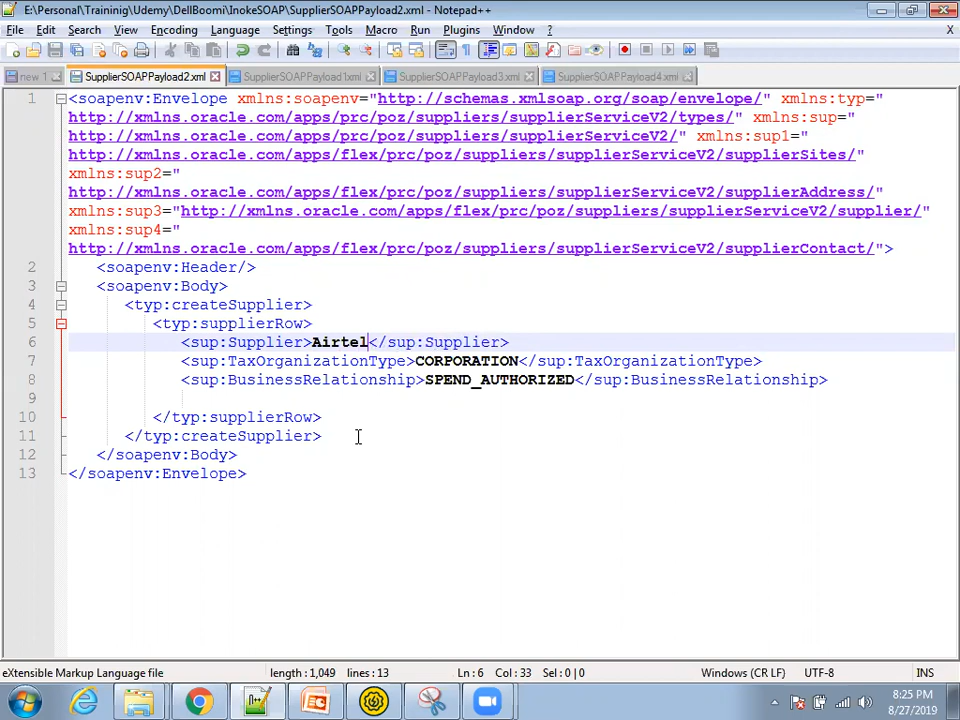 E:\Personal\Traininig\Udemy\DellBoomi\InokeSOAP\SupplierSOAPPayload2.xml - Notepad++
File Edit Search View Encoding Language Settings Tools Macro Run Plugins Window ? X
new 1 SupplierSOAPPayload2.xml SupplierSOAPPayload1xml SupplierSOAPPayload3.xml SupplierSOAPPayload4.xml
1 <soapenv:Envelope xmlns:soapenv="http://schemas.xmlsoap.org/soap/envelope/" xmlns:typ="
http://xmlns.oracle.com/apps/prc/poz/suppliers/supplierServiceV2/types/" xmlns:sup="
http://xmlns.oracle.com/apps/prc/poz/suppliers/supplierServiceV2/" xmlns:sup1="
http://xmlns.oracle.com/apps/flex/prc/poz/suppliers/supplierServiceV2/supplierSites/"
xmlns:sup2="
http://xmlns.oracle.com/apps/flex/prc/poz/suppliers/supplierServiceV2/supplierAddress/"
xmlns:sup3="http://xmlns.oracle.com/apps/flex/prc/poz/suppliers/supplierServiceV2/supplier/"
xmlns:sup4="
http://xmlns.oracle.com/apps/flex/prc/poz/suppliers/supplierServiceV2/supplierContact/">
2 <soapenv:Header/>
3 <soapenv:Body>
4 <typ:createSupplier>
5 <typ:supplierRow>
6 <sup:Supplier>Airtel</sup:Supplier>
7 <sup:TaxOrganizationType>CORPORATION</sup:TaxOrganizationType>
8 <sup:BusinessRelationship>SPEND_AUTHORIZED</sup:BusinessRelationship>
9
10 </typ:supplierRow>
11 </typ:createSupplier>
12 </soapenv:Body>
13 </soapenv:Envelope>
eXtensible Markup Language file length : 1,049 lines : 13 Ln : 6 Col : 33 Sel : 0 | 0 Windows (CR LF) UTF-8 INS
8:25 PM
8/27/2019